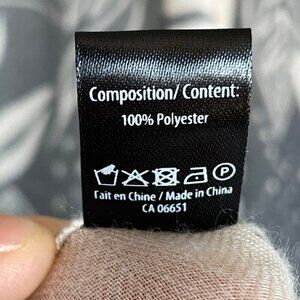 Composition/ Content:
100% Polyester
P
Fait en Chine / Made in China
CA 06651